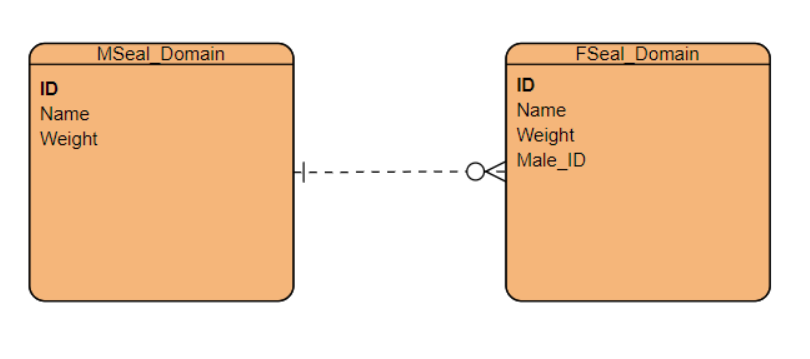 MSeal_Domain
ID
Name
Weight
FSeal_Domain
ID
Name
Weight
Male_ID